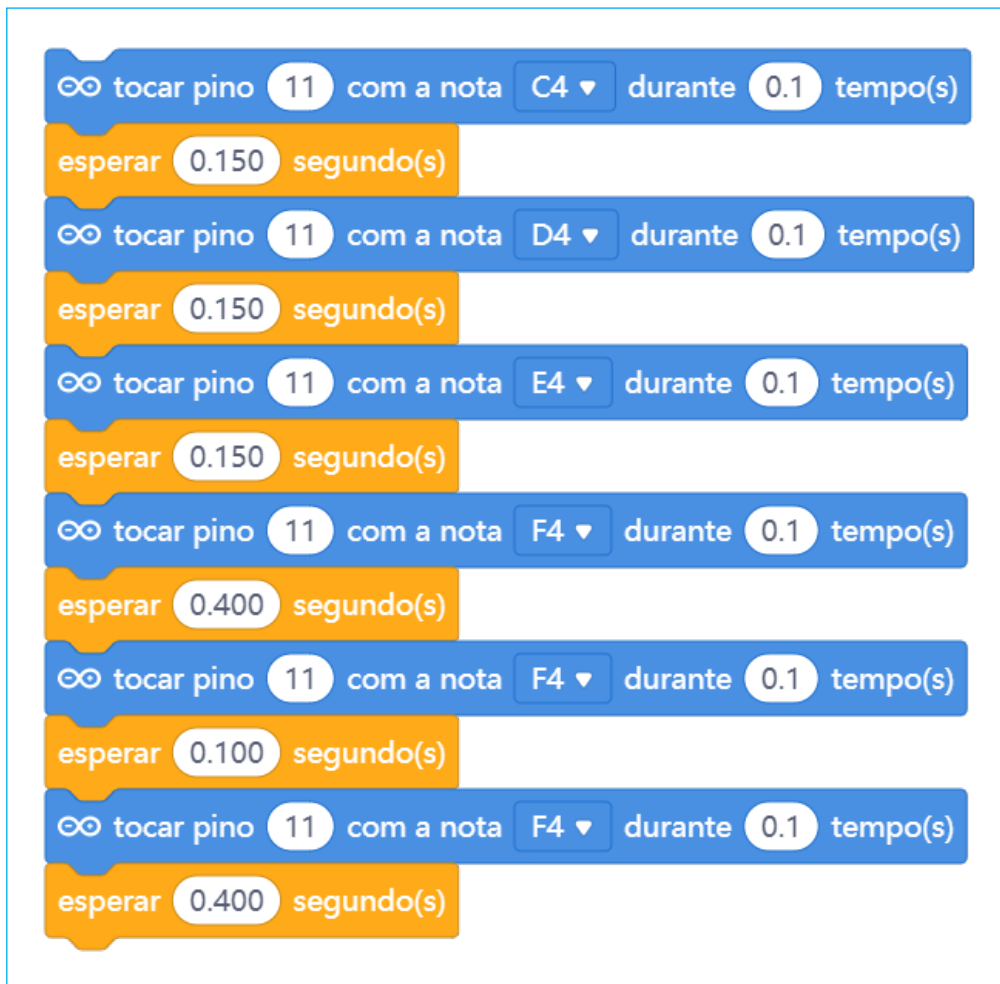 tocar pino 11 com a nota C4 durante 0.1 tempo(s)
esperar 0.150 segundo(s)
tocar pino 11 com a nota D4 durante 0.1 tempo(s)
esperar 0.150 segundo(s)
tocar pino 11 com a nota E4 durante 0.1 tempo(s)
esperar 0.150 segundo(s)
tocar pino 11 com a nota F4 durante 0.1 tempo(s)
esperar 0.400 segundo(s)
tocar pino 11 com a nota F4 durante 0.1 tempo(s)
esperar 0.100 segundo(s)
tocar pino 11 com a nota F4 durante 0.1 tempo(s)
esperar 0.400 segundo(s)